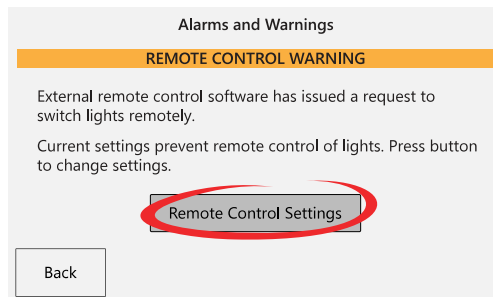 Alarms and Warnings
REMOTE CONTROL WARNING
External remote control software has issued a request to
switch lights remotely.
Current settings prevent remote control of lights. Press button
to change settings.
Remote Control Settings
Back